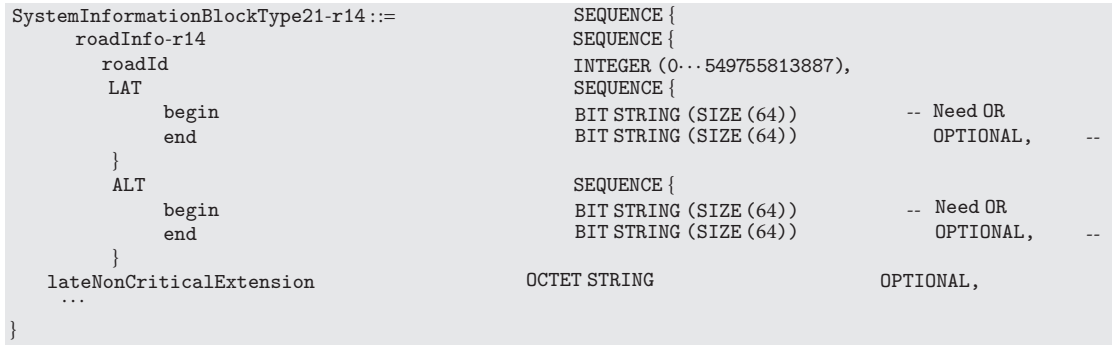 SystemInformationBlockType21-r14 ::= SEQUENCE {
roadInfo-r14 SEQUENCE {
roadId INTEGER (0··· 549755813887),
LAT SEQUENCE {
begin BIT STRING (SIZE (64)) -- Need OR
end BIT STRING (SIZE (64)) OPTIONAL, --
}
ALT SEQUENCE {
begin BIT STRING (SIZE (64)) -- Need OR
end BIT STRING (SIZE (64)) OPTIONAL, --
}
lateNonCriticalExtension OCTET STRING OPTIONAL,
···
}